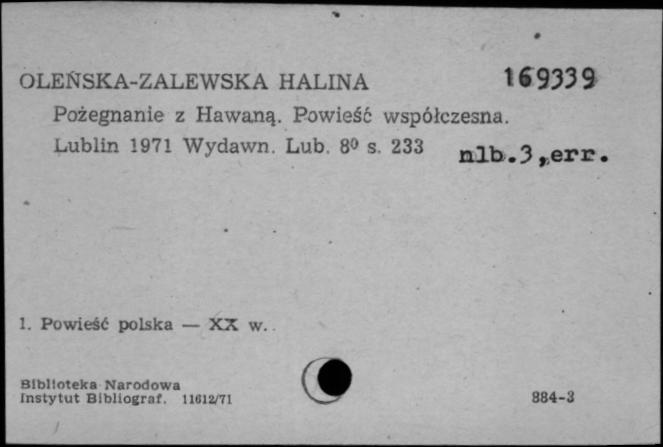 OLEŃSKA-ZALEWSKA HALINA 169339
Pożegnanie z Hawaną. Powieść współczesna.
Lublin 1971 Wydawn. Lub. 8⁰ s. 233 nlb.3,err.
1. Powieść polska — XX w.
Biblioteka Narodowa
Instytut Bibliograf. 11612/71 884-3